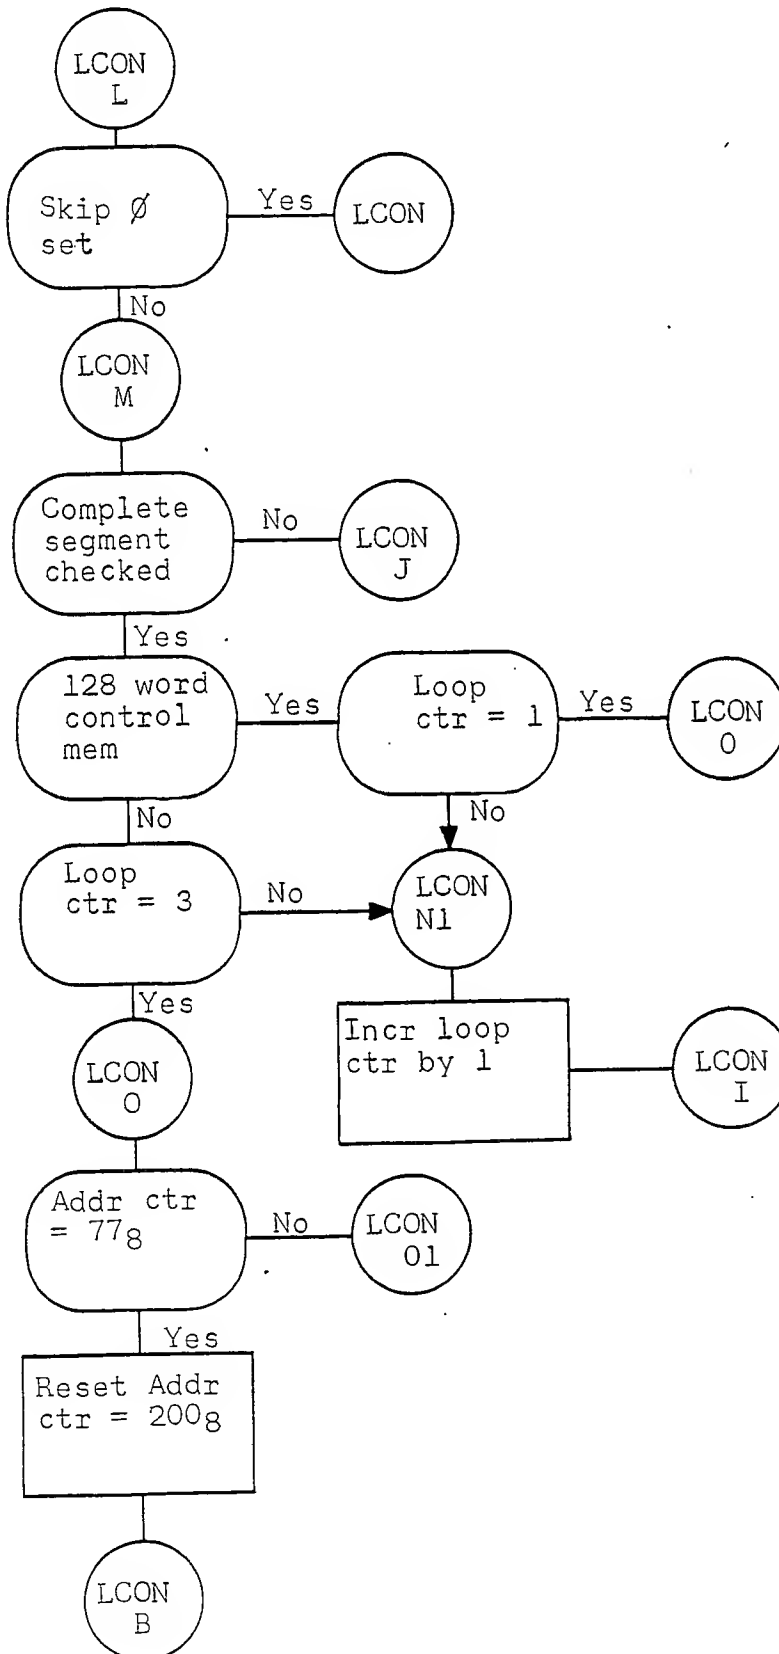 LCON
L
Skip Ø
set
Yes
LCON
No
LCON
M
Complete
segment
checked
No
LCON
J
Yes
128 word
control
mem
Yes
Loop
ctr = 1
Yes
LCON
O
No
No
Loop
ctr = 3
No
LCON
N1
Yes
Incr loop
ctr by 1
LCON
I
LCON
O
Addr ctr
= 77₈
No
LCON
O1
Yes
Reset Addr
ctr = 200₈
LCON
B